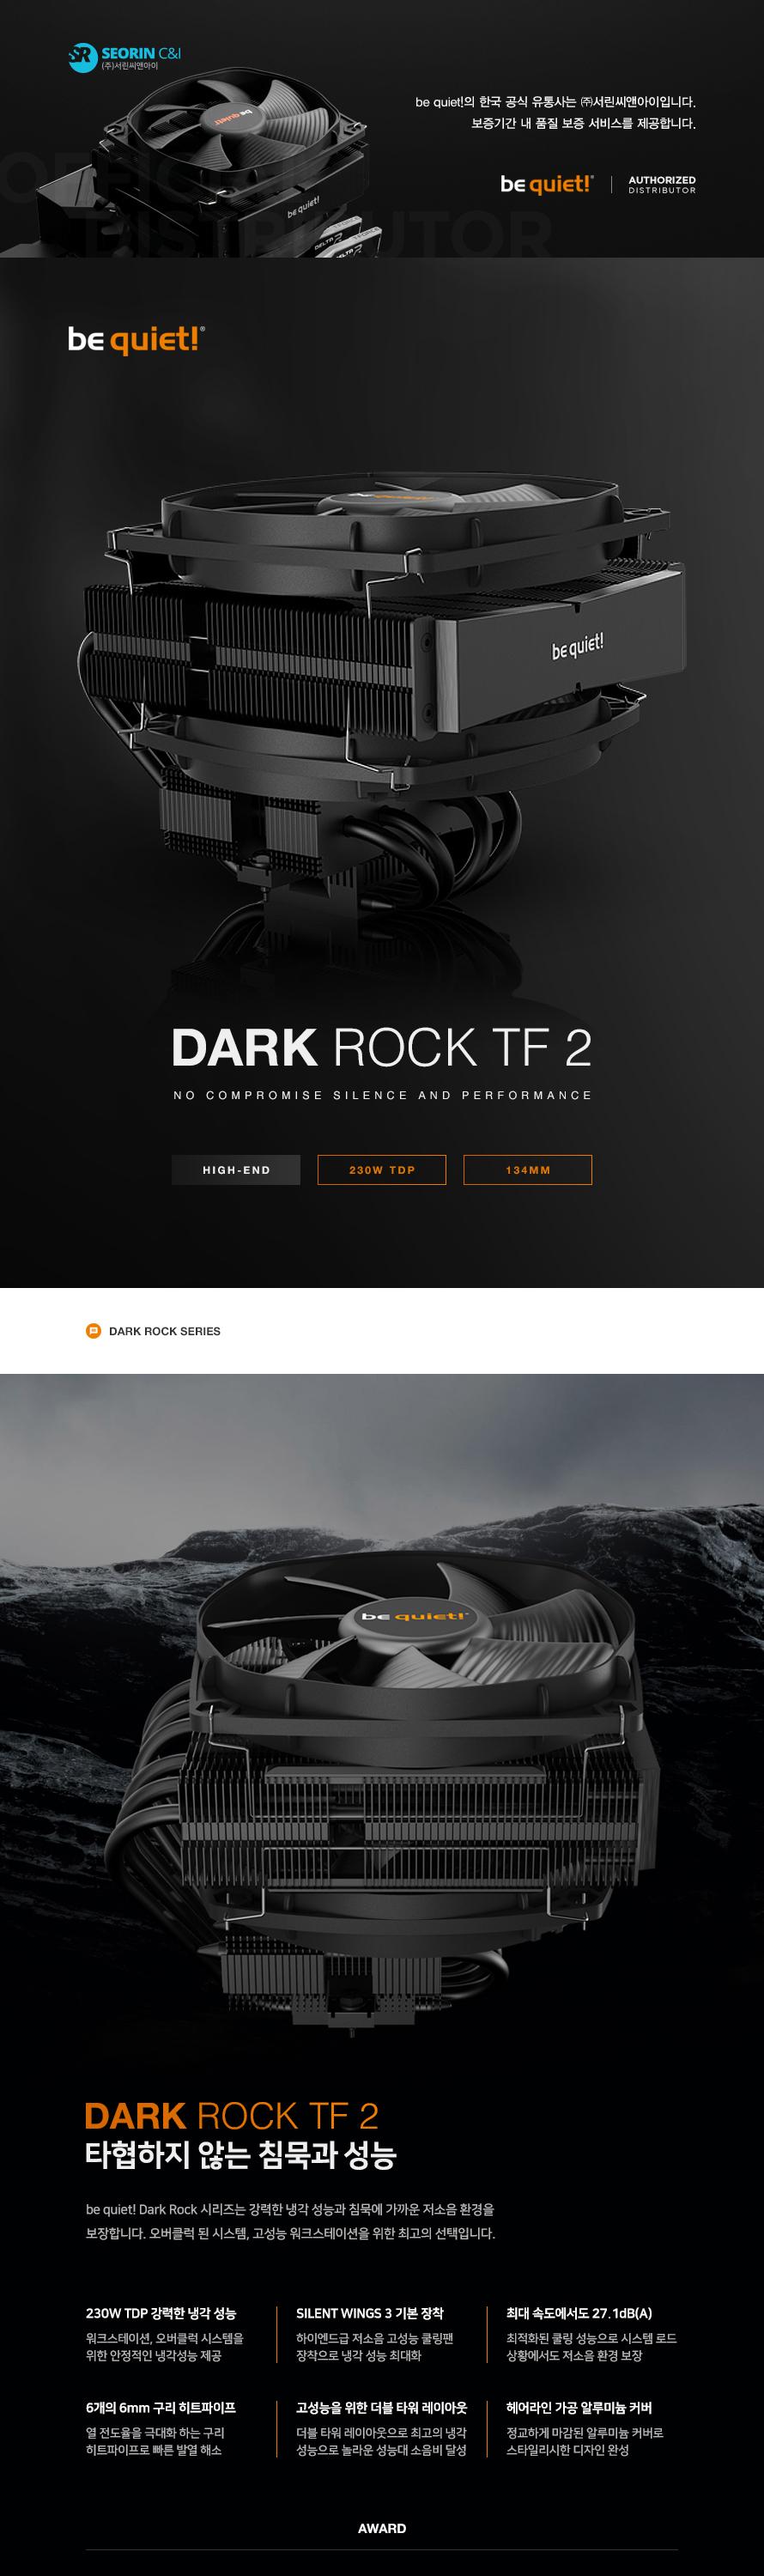 SEORIN C&I
(주)서린씨앤아이
be quiet!의 한국 공식 유통사는 ㈜서린씨앤아이입니다.
보증기간 내 품질 보증 서비스를 제공합니다.
OFFICIAL
DISTRIBUTOR
be quiet!
be quiet!
be quiet!® | AUTHORIZED
DISTRIBUTOR
be quiet!®
be quiet!
be quiet!
DARK ROCK TF 2
NO COMPROMISE SILENCE AND PERFORMANCE
HIGH-END
230W TDP
134MM
DARK ROCK SERIES
be quiet!
DARK ROCK TF 2
타협하지 않는 침묵과 성능
be quiet! Dark Rock 시리즈는 강력한 냉각 성능과 침묵에 가까운 저소음 환경을
보장합니다. 오버클럭 된 시스템, 고성능 워크스테이션을 위한 최고의 선택입니다.
230W TDP 강력한 냉각 성능
워크스테이션, 오버클럭 시스템을
위한 안정적인 냉각성능 제공
SILENT WINGS 3 기본 장착
하이엔드급 저소음 고성능 쿨링팬
장착으로 냉각 성능 최대화
최대 속도에서도 27.1dB(A)
최적화된 쿨링 성능으로 시스템 로드
상황에서도 저소음 환경 보장
6개의 6mm 구리 히트파이프
열 전도율을 극대화 하는 구리
히트파이프로 빠른 발열 해소
고성능을 위한 더블 타워 레이아웃
더블 타워 레이아웃으로 최고의 냉각
성능으로 놀라운 성능대 소음비 달성
헤어라인 가공 알루미늄 커버
정교하게 마감된 알루미늄 커버로
스타일리시한 디자인 완성
AWARD